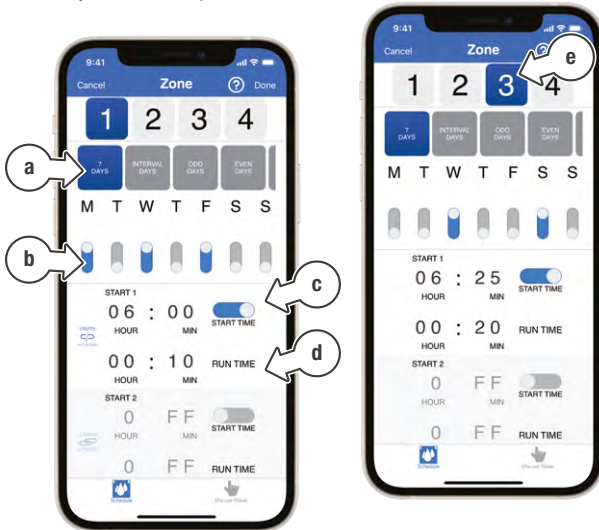 9:41
Cancel Zone ? Done
1 2 3 4
7 DAYS
INTERVAL DAYS
ODD DAYS
EVEN DAYS
M T W T F S S
START 1
06 : 00
HOUR MIN START TIME
00 : 10 RUN TIME
HOUR MIN
START 2
0 FF
HOUR MIN START TIME
0 FF RUN TIME
Schedule
a
b
c
d
9:41
Cancel Zone ?
1 2 3 4
7 DAYS
INTERVAL DAYS
ODD DAYS
EVEN DAYS
M T W T F S S
START 1
06 : 25
HOUR MIN START TIME
00 : 20 RUN TIME
HOUR MIN
START 2
0 FF
HOUR MIN START TIME
0 FF RUN TIME
Schedule
e